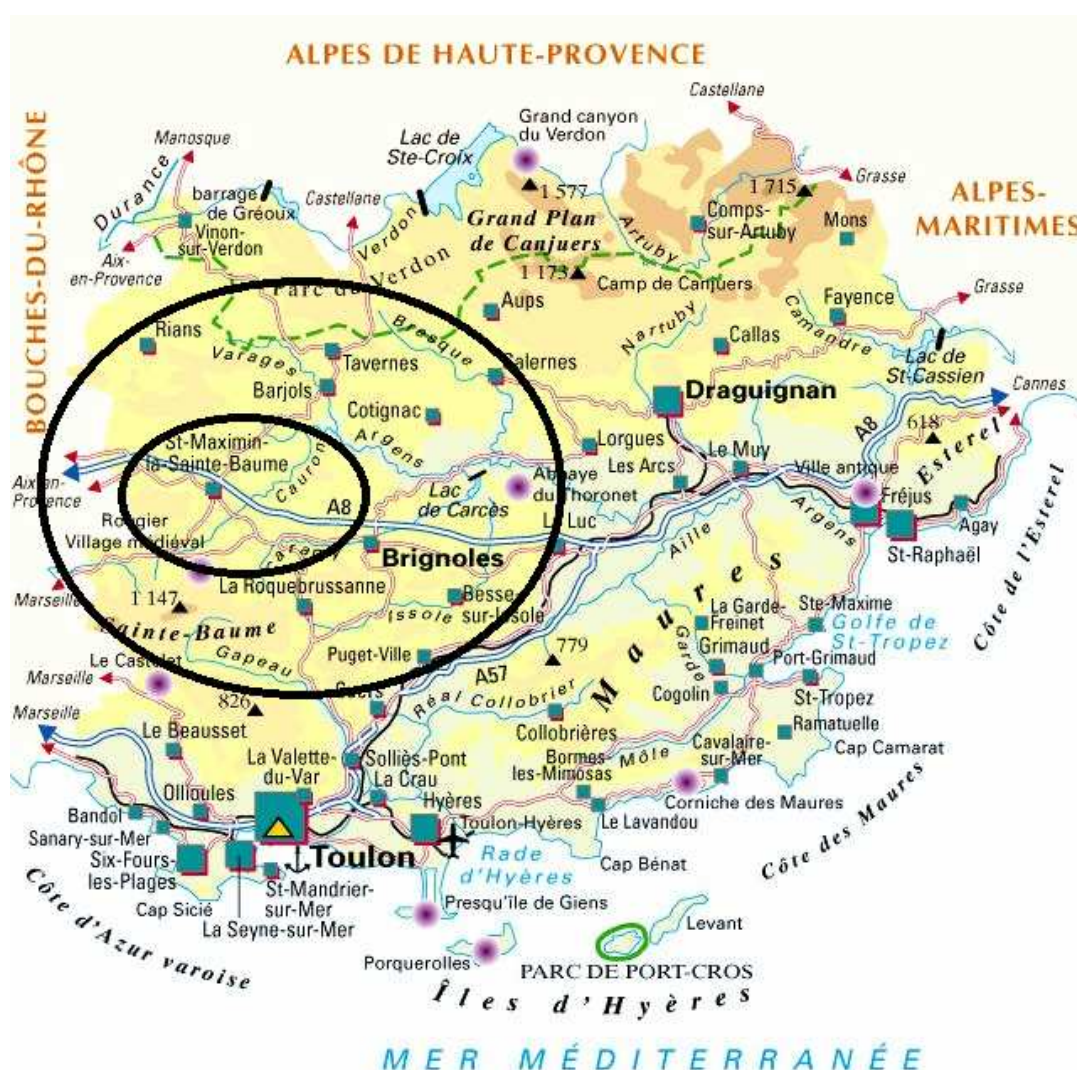 ALPES DE HAUTE-PROVENCE
BOUCHES-DU-RHÔNE
ALPES-
MARITIMES
Castellane
Grand canyon
du Verdon
Lac de
Ste-Croix
Manosque
Durance
barrage
de Gréoux
Castellane
Verdon
Vinon-
sur-Verdon
Aix-
en-Provence
1 577
Grand Plan
de Canjuers
Artuby
1 715
Comps-
sur-Artuby
Grasse
Mons
Parc du Verdon
1 173
Camp de Canjuers
Aups
Fayence
Grasse
Rians
Varages
Tavernes
Bresque
Salernes
Nartuby
Callas
Camandre
Lac de
St-Cassien
Cannes
Barjols
Cotignac
Draguignan
A8
618
Esterel
St-Maximin-
la-Sainte-Baume
Argens
Lorgues
Les Arcs
Le Muy
Ville antique
Fréjus
Aix-en-
Provence
Cauron
Lac
de Carcès
Abbaye
du Thoronet
A8
Argens
Agay
St-Raphaël
Côte de l'Esterel
Rougier
Village médiéval
Brignoles
Le Luc
Aille
Marseille
1 147
La Roquebrussanne
Issole
Besse-
sur-Issole
Maures
La Garde-
Freinet
Ste-Maxime
Golfe de
St-Tropez
Sainte-Baume
Gapeau
Puget-Ville
779
Garde
Grimaud
Port-Grimaud
Le Castelet
Marseille
A57
Réal Collobrier
Cogolin
St-Tropez
826
Cuers
Collobrières
Ramatuelle
Marseille
Le Beausset
La Valette-
du-Var
Solliès-Pont
Bormes-
les-Mimosas
Môle
Cavalaire-
sur-Mer
Cap Camarat
La Crau
Ollioules
Hyères
Corniche des Maures
Bandol
Toulon-Hyères
Le Lavandou
Sanary-sur-Mer
Six-Fours-
les-Plages
Toulon
Rade
d'Hyères
Cap Bénat
Côte des Maures
St-Mandrier-
sur-Mer
Cap Sicié
La Seyne-sur-Mer
Presqu'île de Giens
Côte d'Azur varoise
Levant
Porquerolles
PARC DE PORT-CROS
Îles d'Hyères
MER MÉDITERRANÉE